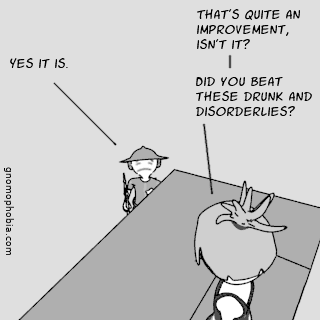 THAT'S QUITE AN
IMPROVEMENT,
ISN'T IT?
YES IT IS.
DID YOU BEAT
THESE DRUNK AND
DISORDERLIES?
gnomophobia.com